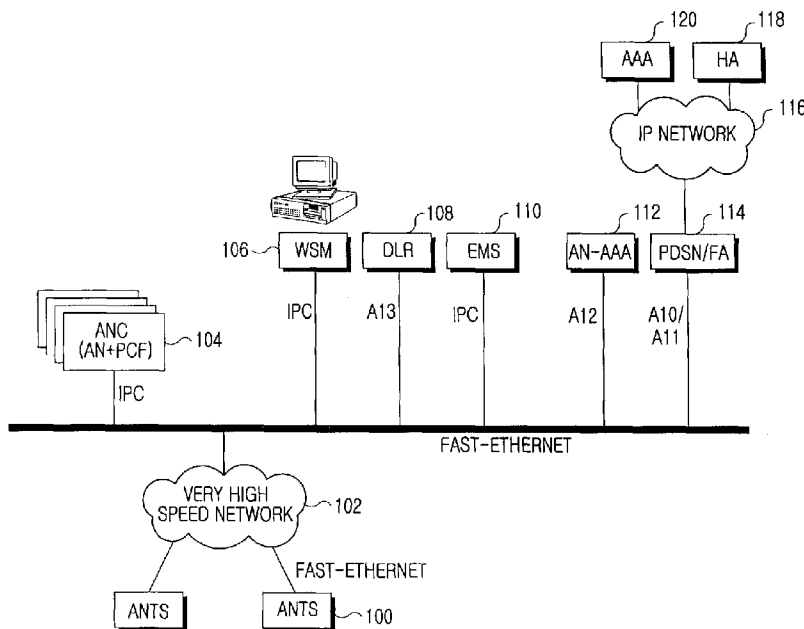 120
118
AAA
HA
IP NETWORK
116
106
WSM
108
DLR
110
EMS
112
AN-AAA
114
PDSN/FA
ANC
(AN+PCF)
104
IPC
IPC
A13
IPC
A12
A10/
A11
FAST-ETHERNET
VERY HIGH
SPEED NETWORK
102
FAST-ETHERNET
ANTS
ANTS
100